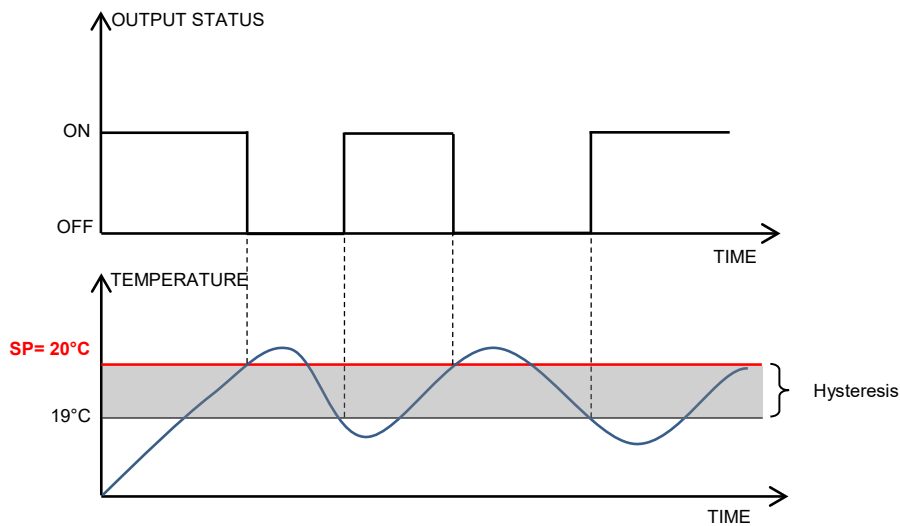 OUTPUT STATUS
ON
OFF
TIME
TEMPERATURE
SP= 20°C
19°C
Hysteresis
TIME